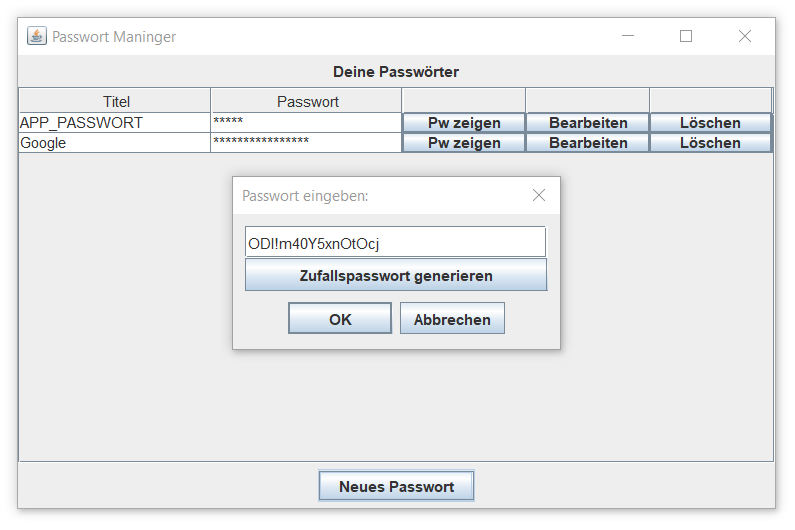 Passwort Maninger
Deine Passwörter
Titel Passwort
APP_PASSWORT ***** Pw zeigen Bearbeiten Löschen
Google **************** Pw zeigen Bearbeiten Löschen
Passwort eingeben:
ODI!m40Y5xnOtOcj
Zufallspasswort generieren
OK Abbrechen
Neues Passwort